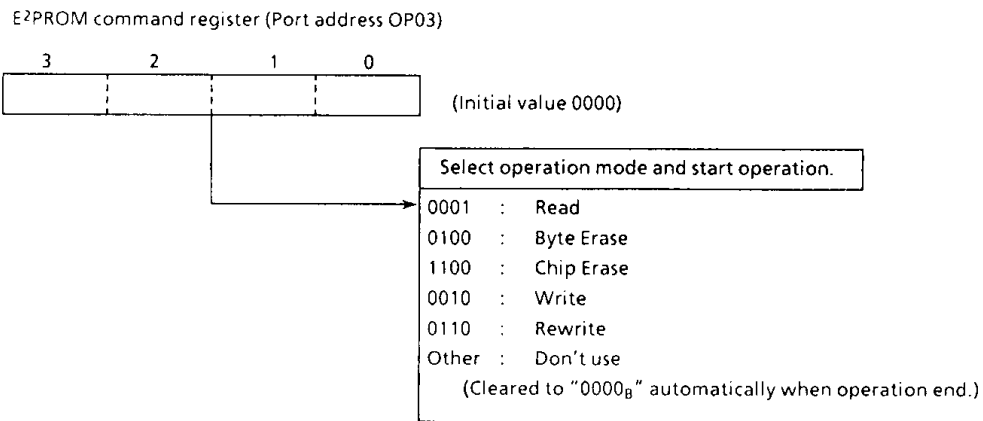 E²PROM command register (Port address OP03)
3 2 1 0
(Initial value 0000)
Select operation mode and start operation.
0001 : Read
0100 : Byte Erase
1100 : Chip Erase
0010 : Write
0110 : Rewrite
Other : Don't use
(Cleared to "0000B" automatically when operation end.)